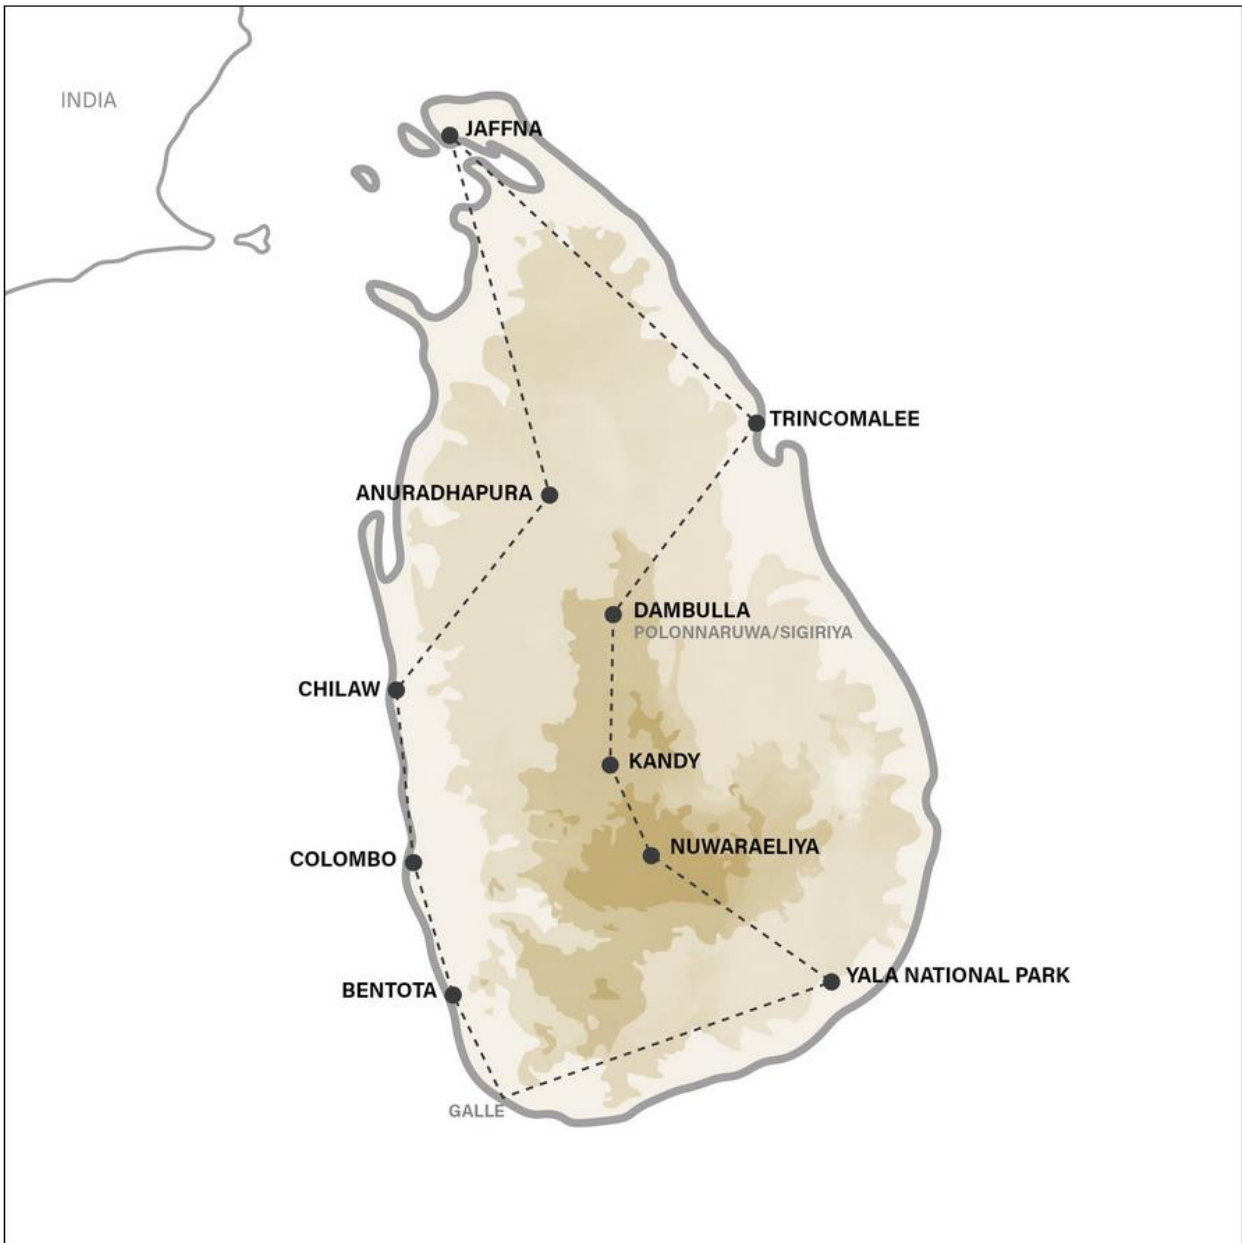 INDIA
JAFFNA
TRINCOMALEE
ANURADHAPURA
DAMBULLA
POLONNARUWA/SIGIRIYA
CHILAW
KANDY
NUWARAELIYA
COLOMBO
YALA NATIONAL PARK
BENTOTA
GALLE